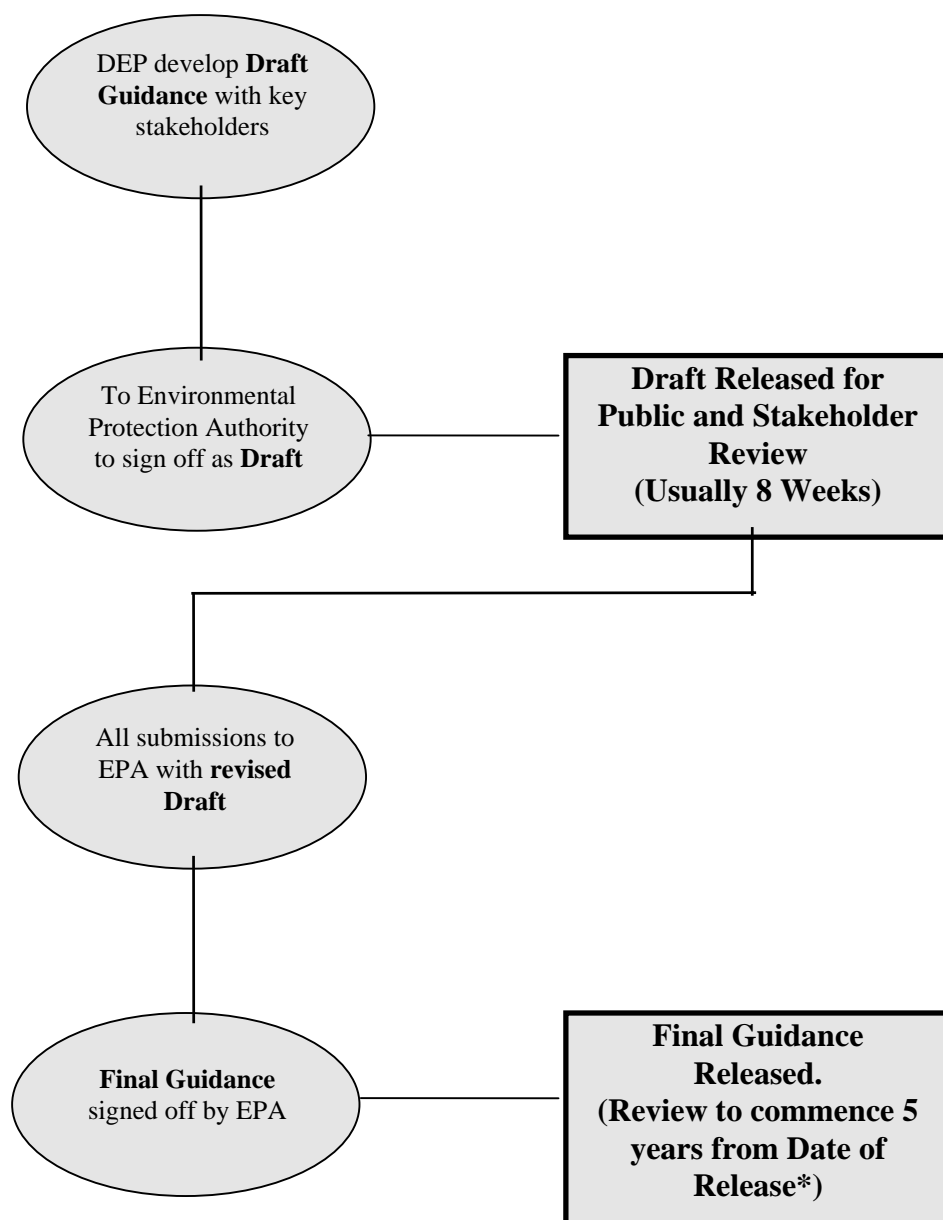 DEP develop Draft
Guidance with key
stakeholders
To Environmental
Protection Authority
to sign off as Draft
Draft Released for
Public and Stakeholder
Review
(Usually 8 Weeks)
All submissions to
EPA with revised
Draft
Final Guidance
signed off by EPA
Final Guidance
Released.
(Review to commence 5
years from Date of
Release*)